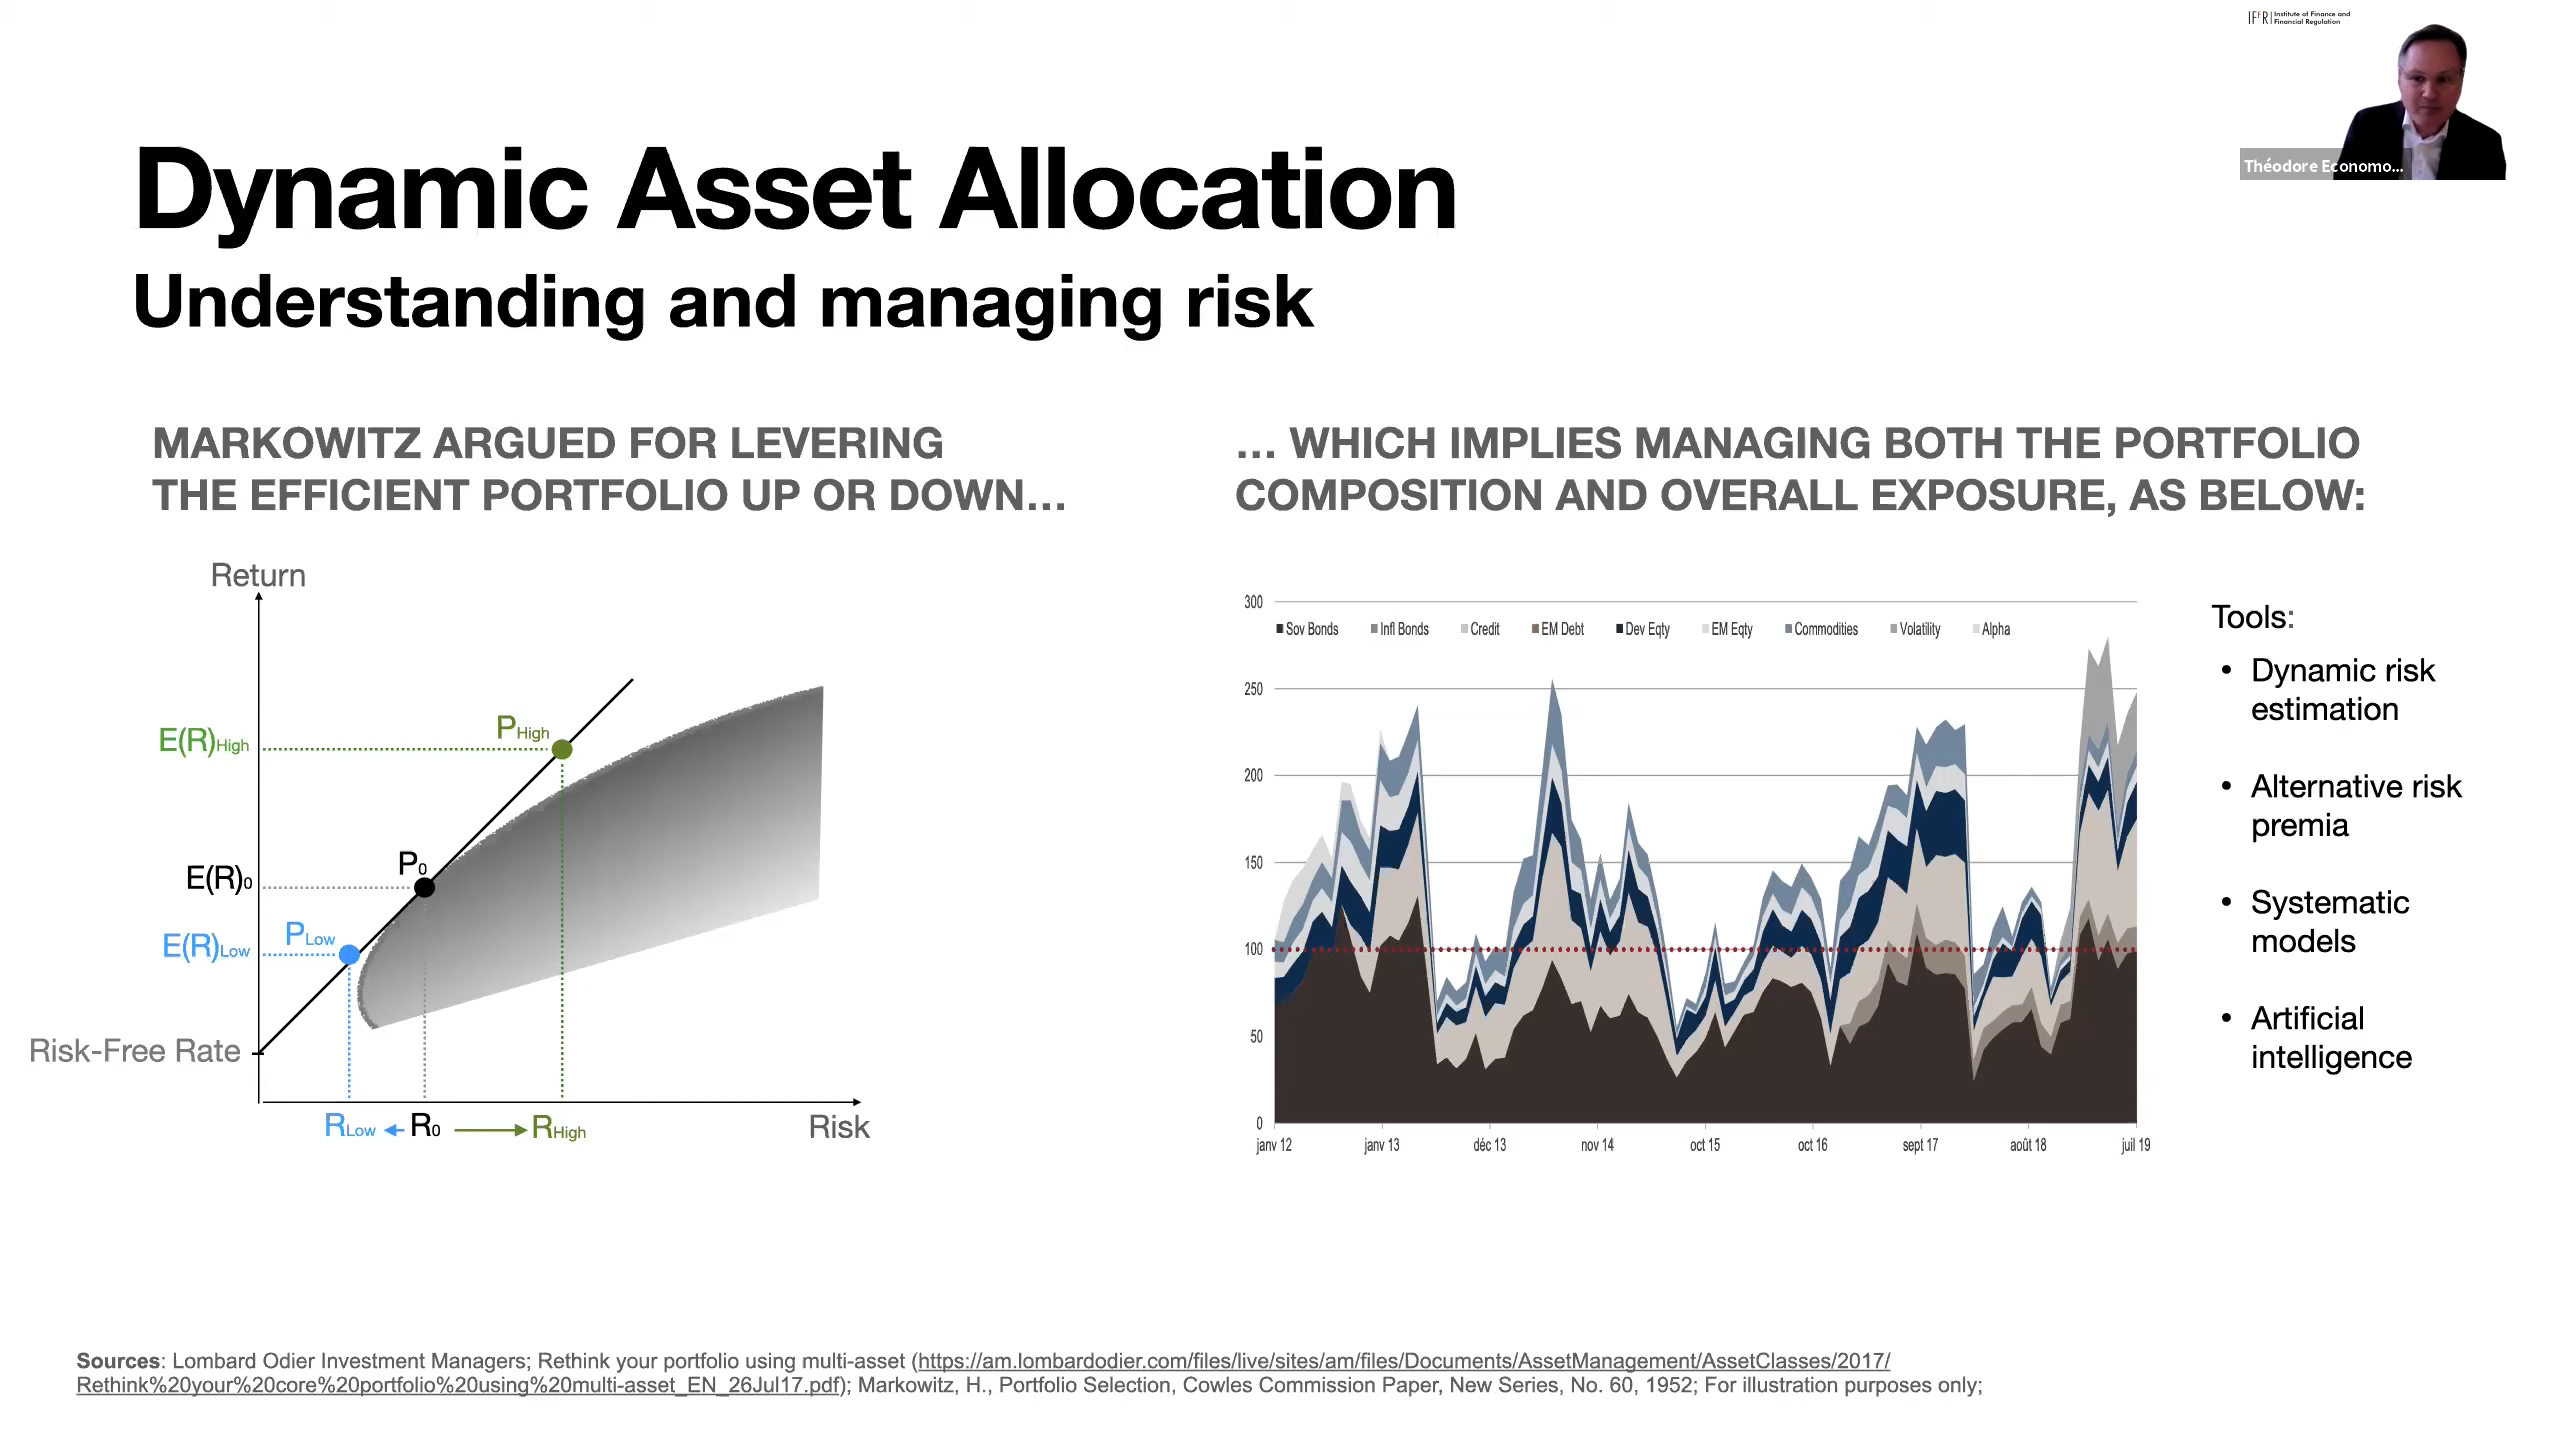 IFFR Institute of Finance and
Financial Regulation
Théodore Economo...
Dynamic Asset Allocation
Understanding and managing risk
MARKOWITZ ARGUED FOR LEVERING
THE EFFICIENT PORTFOLIO UP OR DOWN...
Return
E(R)High
PHigh
E(R)0
P0
E(R)Low
PLow
Risk-Free Rate
RLow
R0
RHigh
Risk
... WHICH IMPLIES MANAGING BOTH THE PORTFOLIO
COMPOSITION AND OVERALL EXPOSURE, AS BELOW:
300
Sov Bonds Infl Bonds Credit EM Debt Dev Eqty EM Eqty Commodities Volatility Alpha
250
200
150
100
50
0
janv 12 janv 13 déc 13 nov 14 oct 15 oct 16 sept 17 août 18 juil 19
Tools:
• Dynamic risk
estimation
• Alternative risk
premia
• Systematic
models
• Artificial
intelligence
Sources: Lombard Odier Investment Managers; Rethink your portfolio using multi-asset (https://am.lombardodier.com/files/live/sites/am/files/Documents/AssetManagement/AssetClasses/2017/
Rethink%20your%20core%20portfolio%20using%20multi-asset_EN_26Jul17.pdf); Markowitz, H., Portfolio Selection, Cowles Commission Paper, New Series, No. 60, 1952; For illustration purposes only;